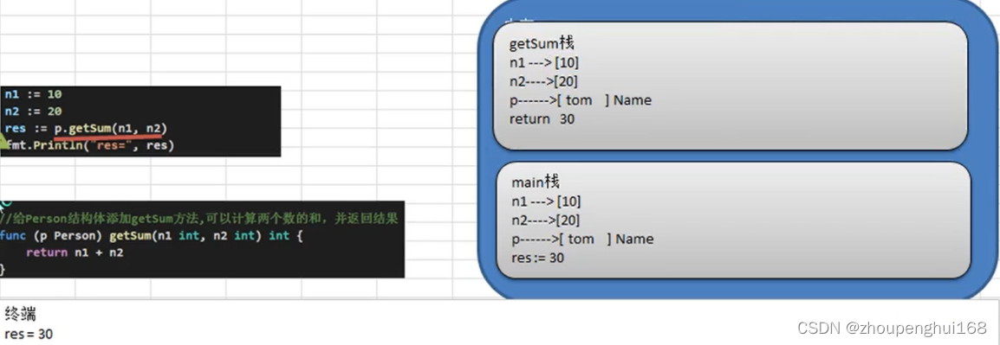 n1 := 10
n2 := 20
res := p.getSum(n1, n2)
fmt.Println("res=", res)
//给Person结构体添加getSum方法,可以计算两个数的和，并返回结果
func (p Person) getSum(n1 int, n2 int) int {
return n1 + n2
}
getSum栈
n1 ---> [10]
n2---->[20]
p------>[ tom ] Name
return 30
main栈
n1 ---> [10]
n2---->[20]
p------>[ tom ] Name
res := 30
终端
res = 30
CSDN @zhoupenghui168